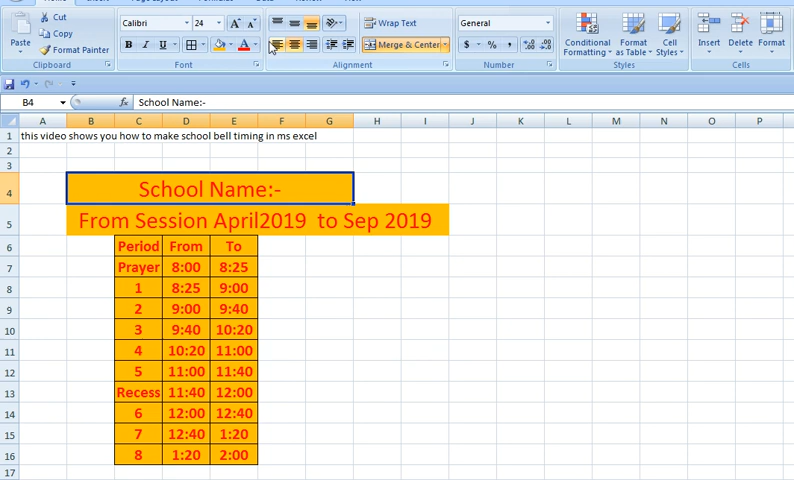 Cut
Copy
Paste
Format Painter
Clipboard
Calibri 24 A A
B I U A
Font
Wrap Text
Merge & Center
Alignment
General
$ % ,
Number
Conditional Formatting
Format as Table
Cell Styles
Styles
Insert
Delete
Format
Cells
B4 fx School Name:-
A B C D E F G H I J K L M N O P
1 this video shows you how to make school bell timing in ms excel
2
3
4 School Name:-
5 From Session April2019 to Sep 2019
6 Period From To
7 Prayer 8:00 8:25
8 1 8:25 9:00
9 2 9:00 9:40
10 3 9:40 10:20
11 4 10:20 11:00
12 5 11:00 11:40
13 Recess 11:40 12:00
14 6 12:00 12:40
15 7 12:40 1:20
16 8 1:20 2:00
17